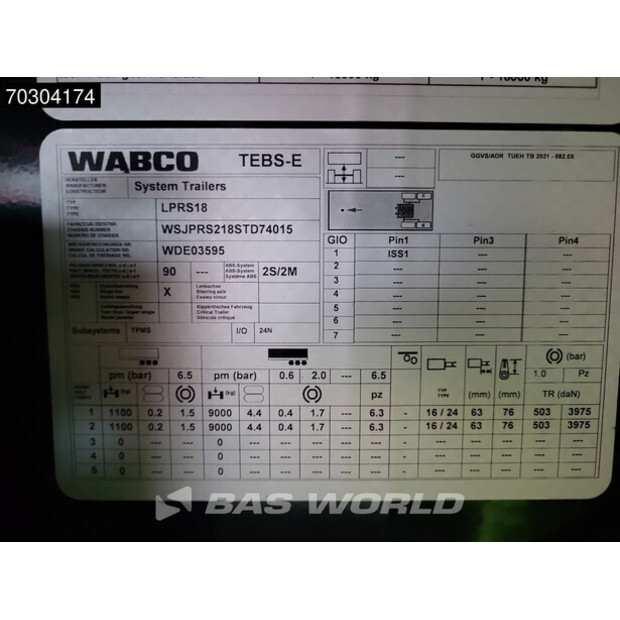 70304174
WABCO TEBS-E
GGVS/ADR TUEH TB 2021 - 082.05
System Trailers
LPRS18
WSJPRS218STD74015
WDE03595
90 --- 2S/2M
X
Subsystems TPMS I/O 24N
GIO Pin1 Pin3 Pin4
1 ISS1 --- ---
2 --- --- ---
3 --- --- ---
4 --- --- ---
5 --- --- ---
6 --- --- ---
7 --- --- ---
pm (bar) 6.5 pm (bar) 0.6 2.0 --- 6.5 (bar)
1.0 Pz
pz (mm) (mm) TR (daN)
1 1100 0.2 1.5 9000 4.4 0.4 1.7 --- 6.3 - 16 / 24 63 76 503 3975
2 1100 0.2 1.5 9000 4.4 0.4 1.7 --- 6.3 - 16 / 24 63 76 503 3975
3 0 --- --- 0 --- --- --- --- --- - --- --- --- --- ---
4 0 --- --- 0 --- --- --- --- --- - --- --- --- --- ---
5 0 --- --- 0 --- --- --- --- --- - --- --- --- --- ---
BAS WORLD